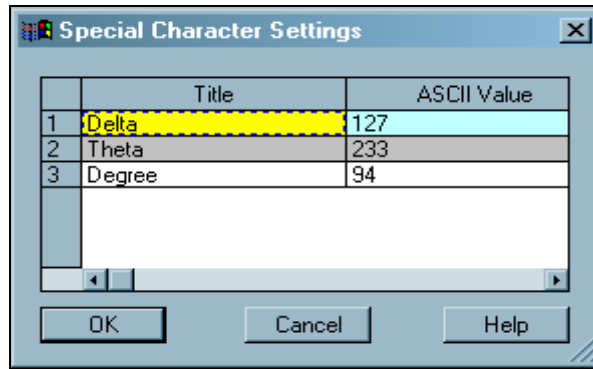 Special Character Settings
Title ASCII Value
1 Delta 127
2 Theta 233
3 Degree 94
OK Cancel Help